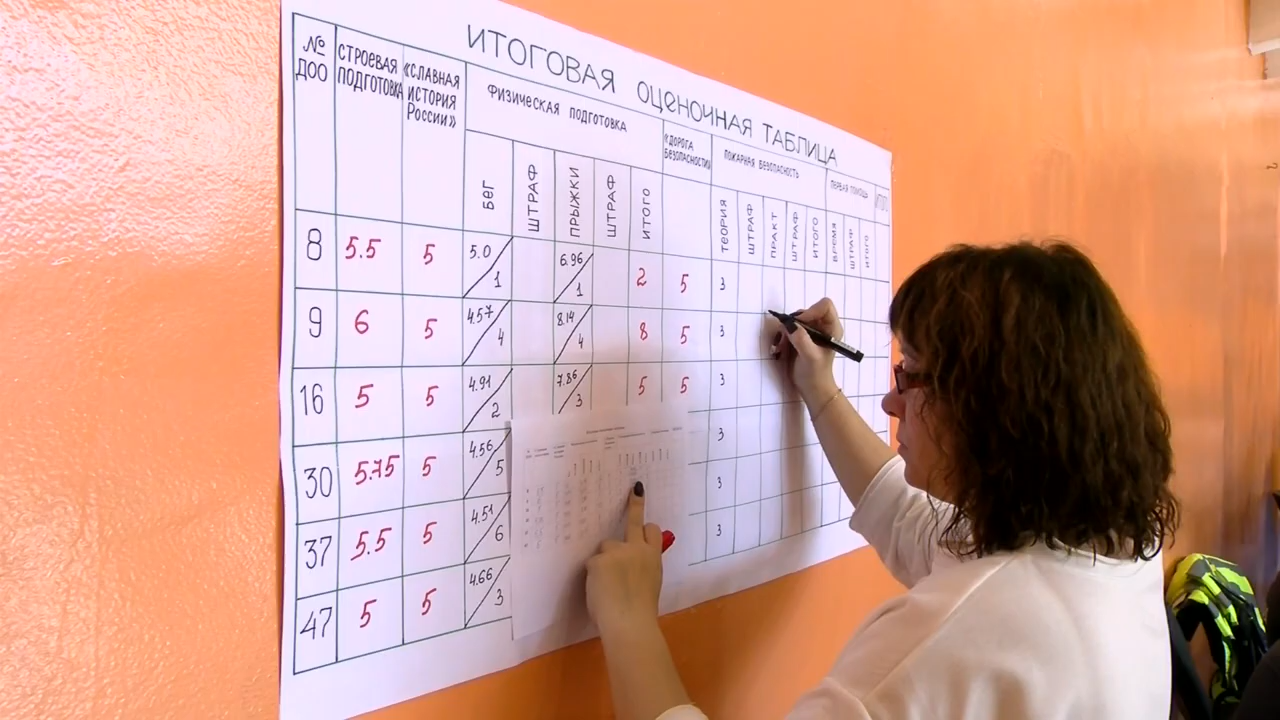 ИТОГОВАЯ ОЦЕНОЧНАЯ ТАБЛИЦА
№ ДОО
СТРОЕВАЯ ПОДГОТОВКА
«СЛАВНАЯ ИСТОРИЯ РОССИИ»
ФИЗИЧЕСКАЯ ПОДГОТОВКА
«ДОРОГА БЕЗОПАСНОСТИ»
ПОЖАРНАЯ БЕЗОПАСНОСТЬ
ПЕРВАЯ ПОМОЩЬ
ИТОГО
БЕГ ШТРАФ ПРЫЖКИ ШТРАФ ИТОГО ТЕОРИЯ ШТРАФ ПРАКТ ШТРАФ ИТОГО ВРЕМЯ ШТРАФ ИТОГО
8 5.5 5 5.0/1 6.96/1 2 5 3
9 6 5 4.57/4 8.14/4 8 5 3
16 5 5 4.91/2 7.86/3 5 5 3
30 5.75 5 4.56/5 3
37 5.5 5 4.51/6 3
47 5 5 4.66/3 3